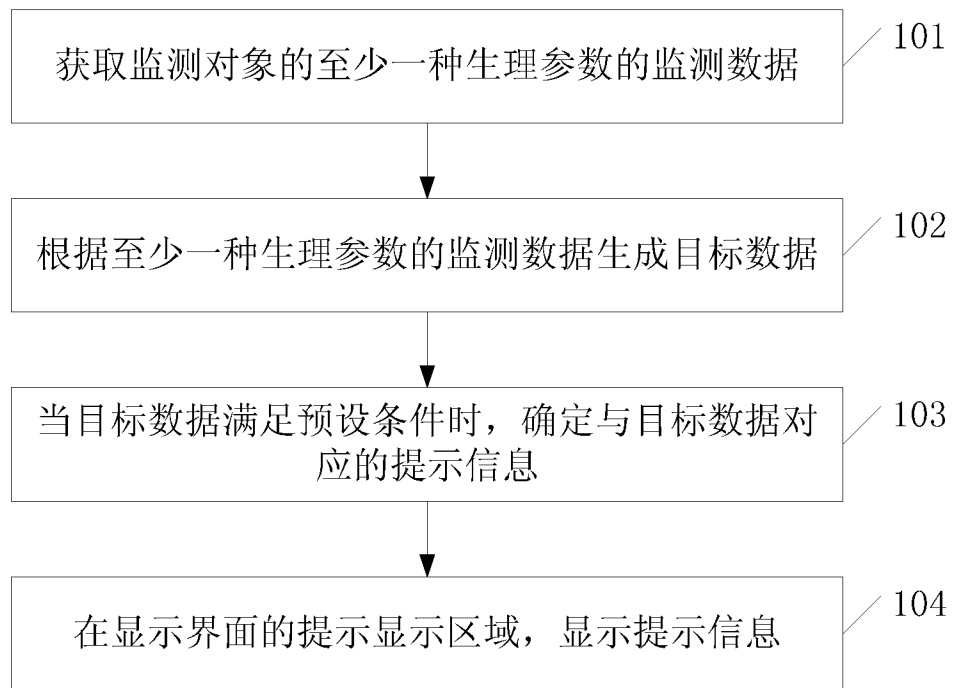 获取监测对象的至少一种生理参数的监测数据
101
根据至少一种生理参数的监测数据生成目标数据
102
当目标数据满足预设条件时，确定与目标数据对
应的提示信息
103
在显示界面的提示显示区域，显示提示信息
104